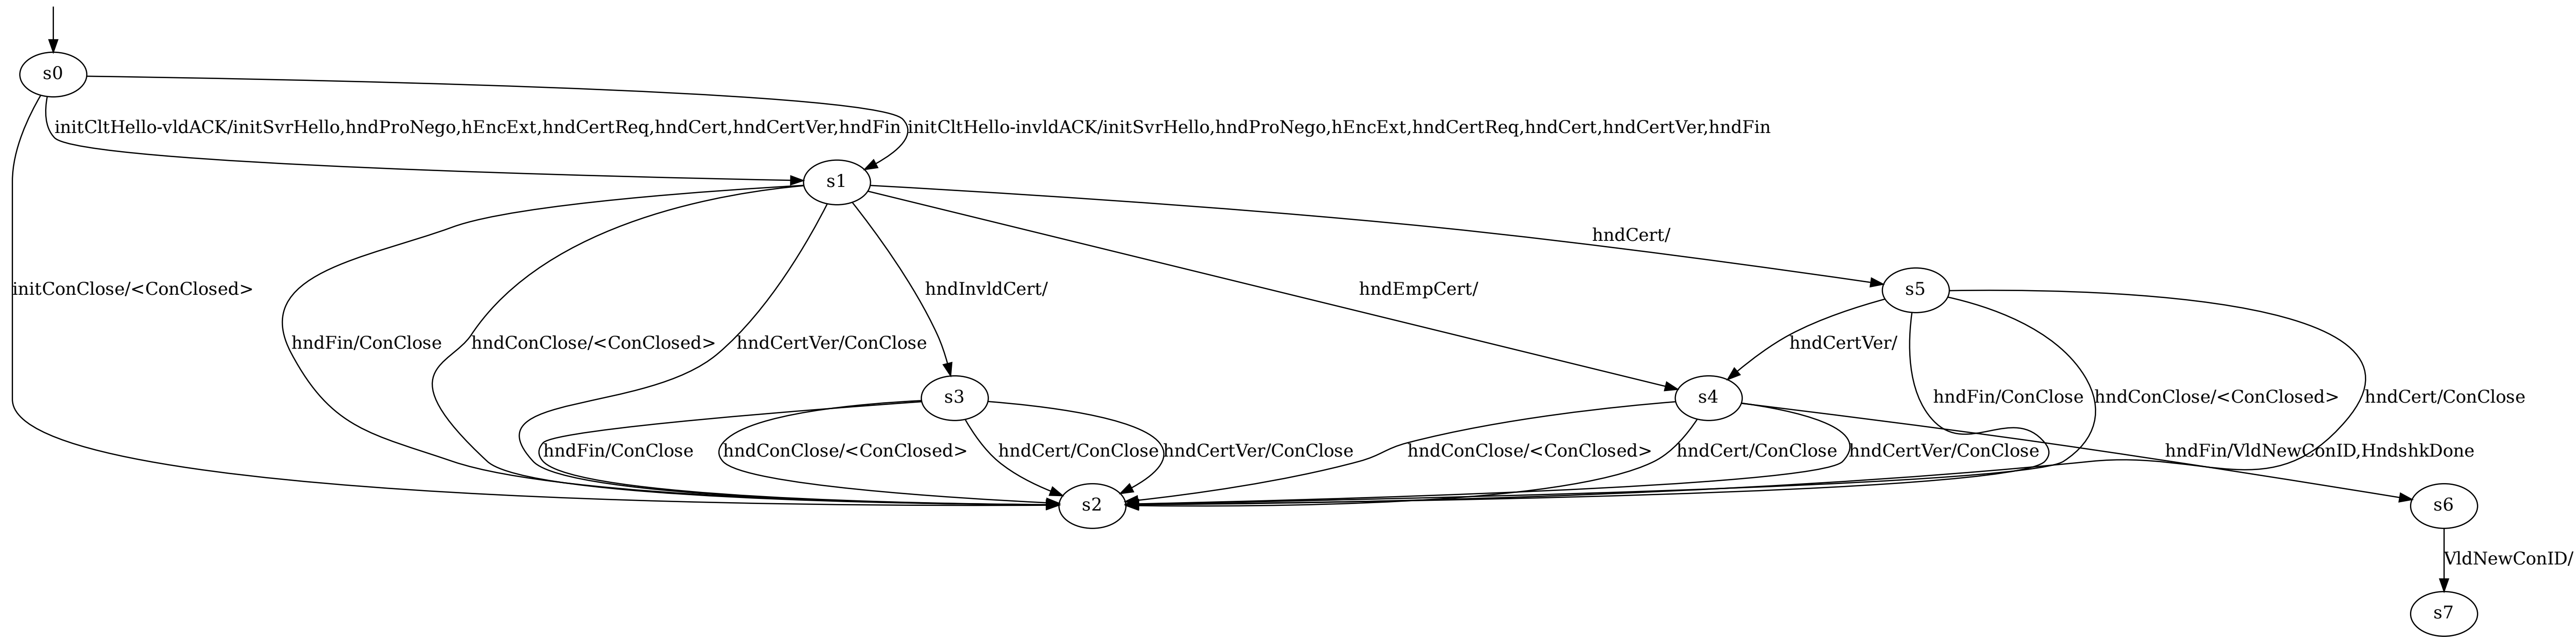 s0
initCltHello-vldACK/initSvrHello,hndProNego,hEncExt,hndCertReq,hndCert,hndCertVer,hndFin
initCltHello-invldACK/initSvrHello,hndProNego,hEncExt,hndCertReq,hndCert,hndCertVer,hndFin
s1
hndCert/
initConClose/<ConClosed>
hndInvldCert/
hndEmpCert/
s5
hndFin/ConClose
hndConClose/<ConClosed>
hndCertVer/ConClose
hndCertVer/
s3
s4
hndFin/ConClose
hndConClose/<ConClosed>
hndCert/ConClose
hndFin/ConClose
hndConClose/<ConClosed>
hndCert/ConClose
hndCertVer/ConClose
hndConClose/<ConClosed>
hndCert/ConClose
hndCertVer/ConClose
hndFin/VldNewConID,HndshkDone
s2
s6
VldNewConID/
s7